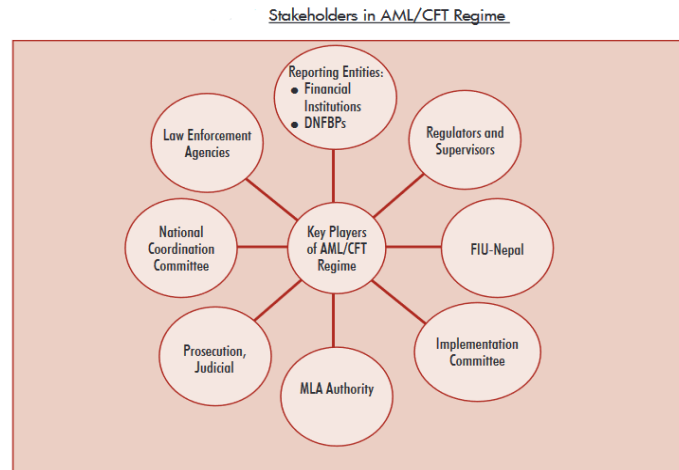 Stakeholders in AML/CFT Regime
Reporting Entities:
● Financial
Institutions
● DNFBPs
Law Enforcement
Agencies
Regulators and
Supervisors
National
Coordination
Committee
Key Players
of AML/CFT
Regime
FIU-Nepal
Prosecution,
Judicial
Implementation
Committee
MLA Authority